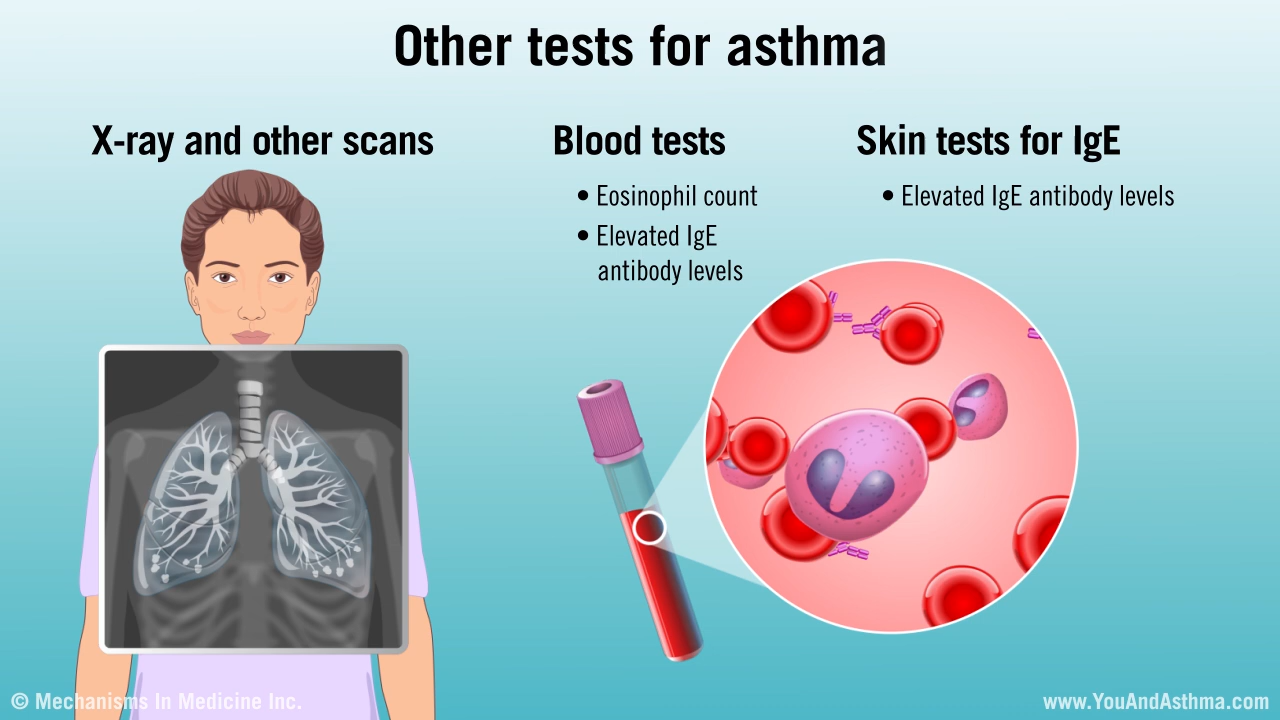 Other tests for asthma
X-ray and other scans
Blood tests
• Eosinophil count
• Elevated IgE
antibody levels
Skin tests for IgE
• Elevated IgE antibody levels
© Mechanisms In Medicine Inc.
www.YouAndAsthma.com